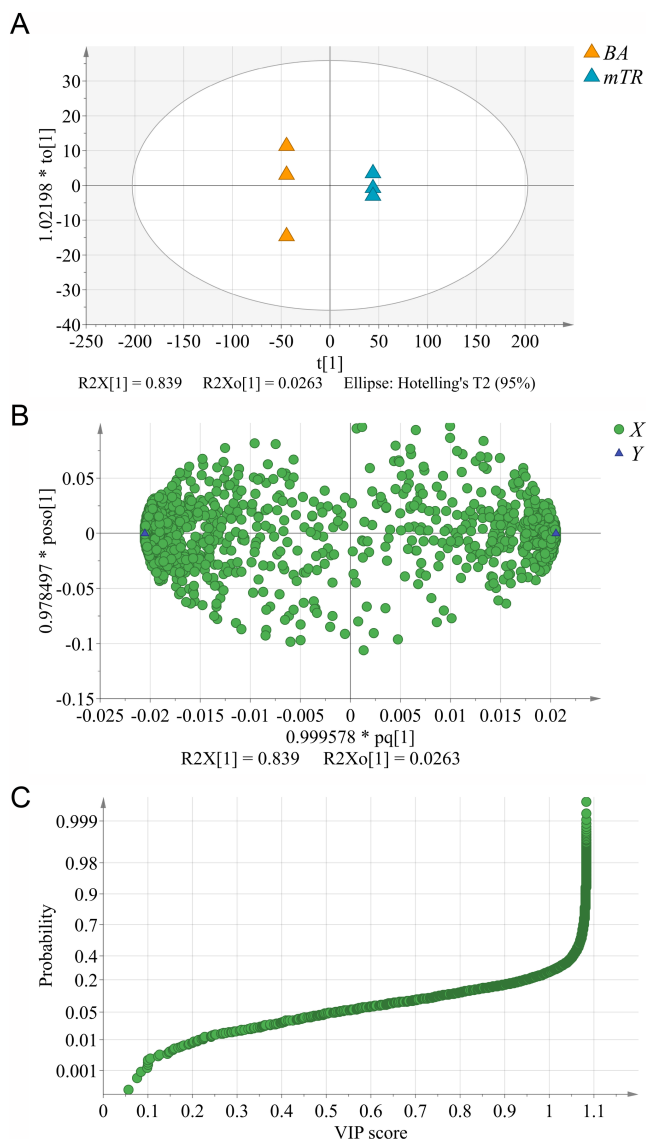 A
BA
mTR
30
20
10
0
-10
-20
-30
-40
1.02198 * to[1]
-250 -200 -150 -100 -50 0 50 100 150 200
t[1]
R2X[1] = 0.839 R2Xo[1] = 0.0263 Ellipse: Hotelling's T2 (95%)
B
X
Y
0.05
0
-0.05
-0.1
-0.15
0.978497 * poso[1]
-0.025 -0.02 -0.015 -0.01 -0.005 0 0.005 0.01 0.015 0.02
0.999578 * pq[1]
R2X[1] = 0.839 R2Xo[1] = 0.0263
C
0.999
0.98
0.9
0.7
0.4
0.2
0.05
0.01
0.001
Probability
0 0.1 0.2 0.3 0.4 0.5 0.6 0.7 0.8 0.9 1 1.1
VIP score